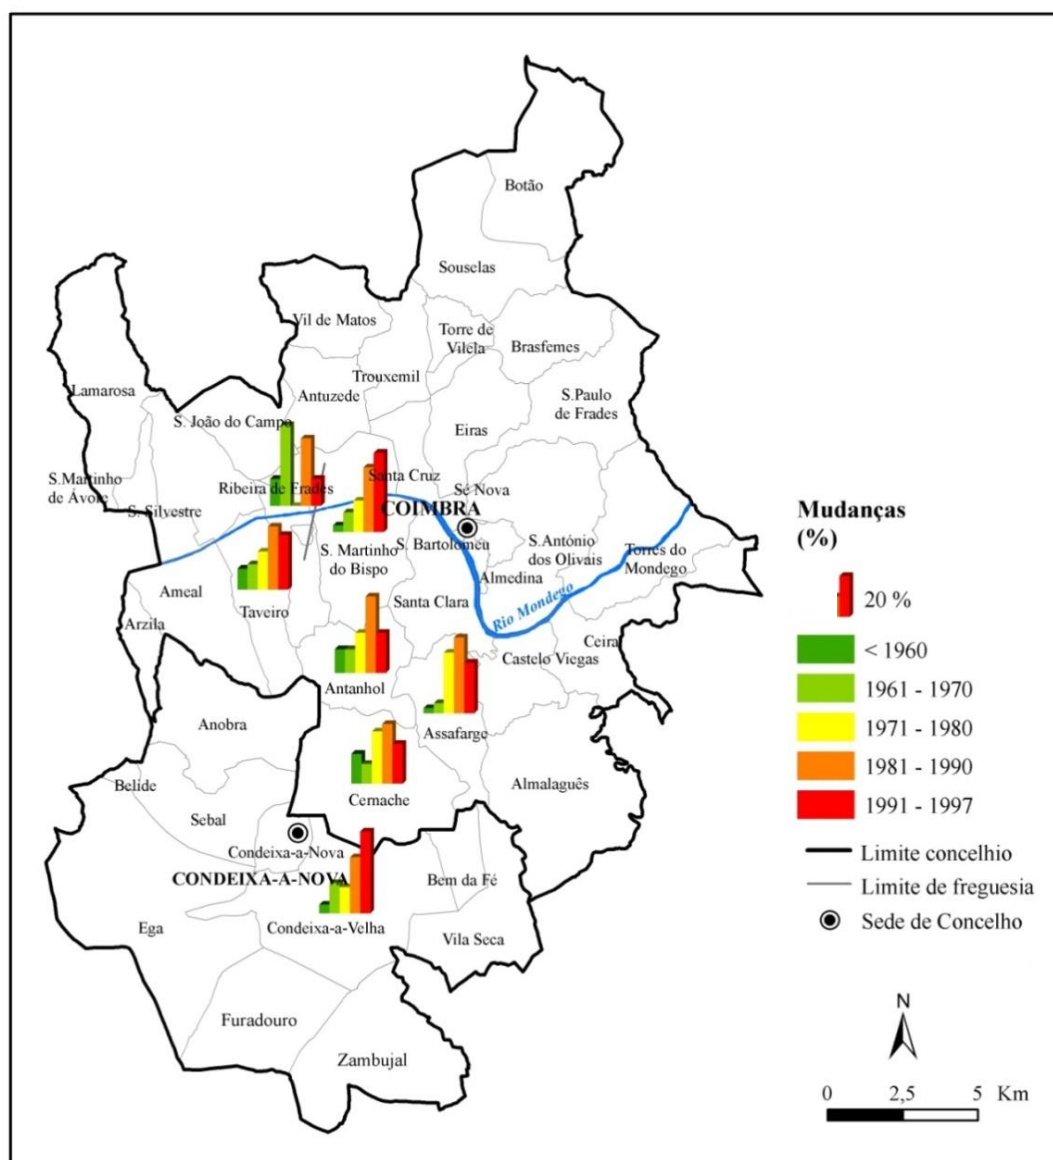 Botão
Souselas
Vil de Matos
Torre de
Vilela
Brasfemes
Trouxemil
Lamarosa
Antuzede
S.Paulo
de Frades
S. João do Campo
Eiras
S.Martinho
de Ávore
Ribeira de Frades
Santa Cruz
Sé Nova
S. Silvestre
COIMBRA
S. Martinho
do Bispo
S. Bartolomeu
S.António
dos Olivais
Torres do
Mondego
Almedina
Ameal
Taveiro
Santa Clara
Rio Mondego
Arzila
Ceira
Castelo Viegas
Antanhol
Assafarge
Anobra
Almalaguês
Belide
Cernache
Sebal
Condeixa-a-Nova
CONDEIXA-A-NOVA
Bem da Fé
Ega
Condeixa-a-Velha
Vila Seca
Furadouro
Zambujal
Mudanças
(%)
20 %
< 1960
1961 - 1970
1971 - 1980
1981 - 1990
1991 - 1997
Limite concelhio
Limite de freguesia
Sede de Concelho
N
0 2,5 5 Km